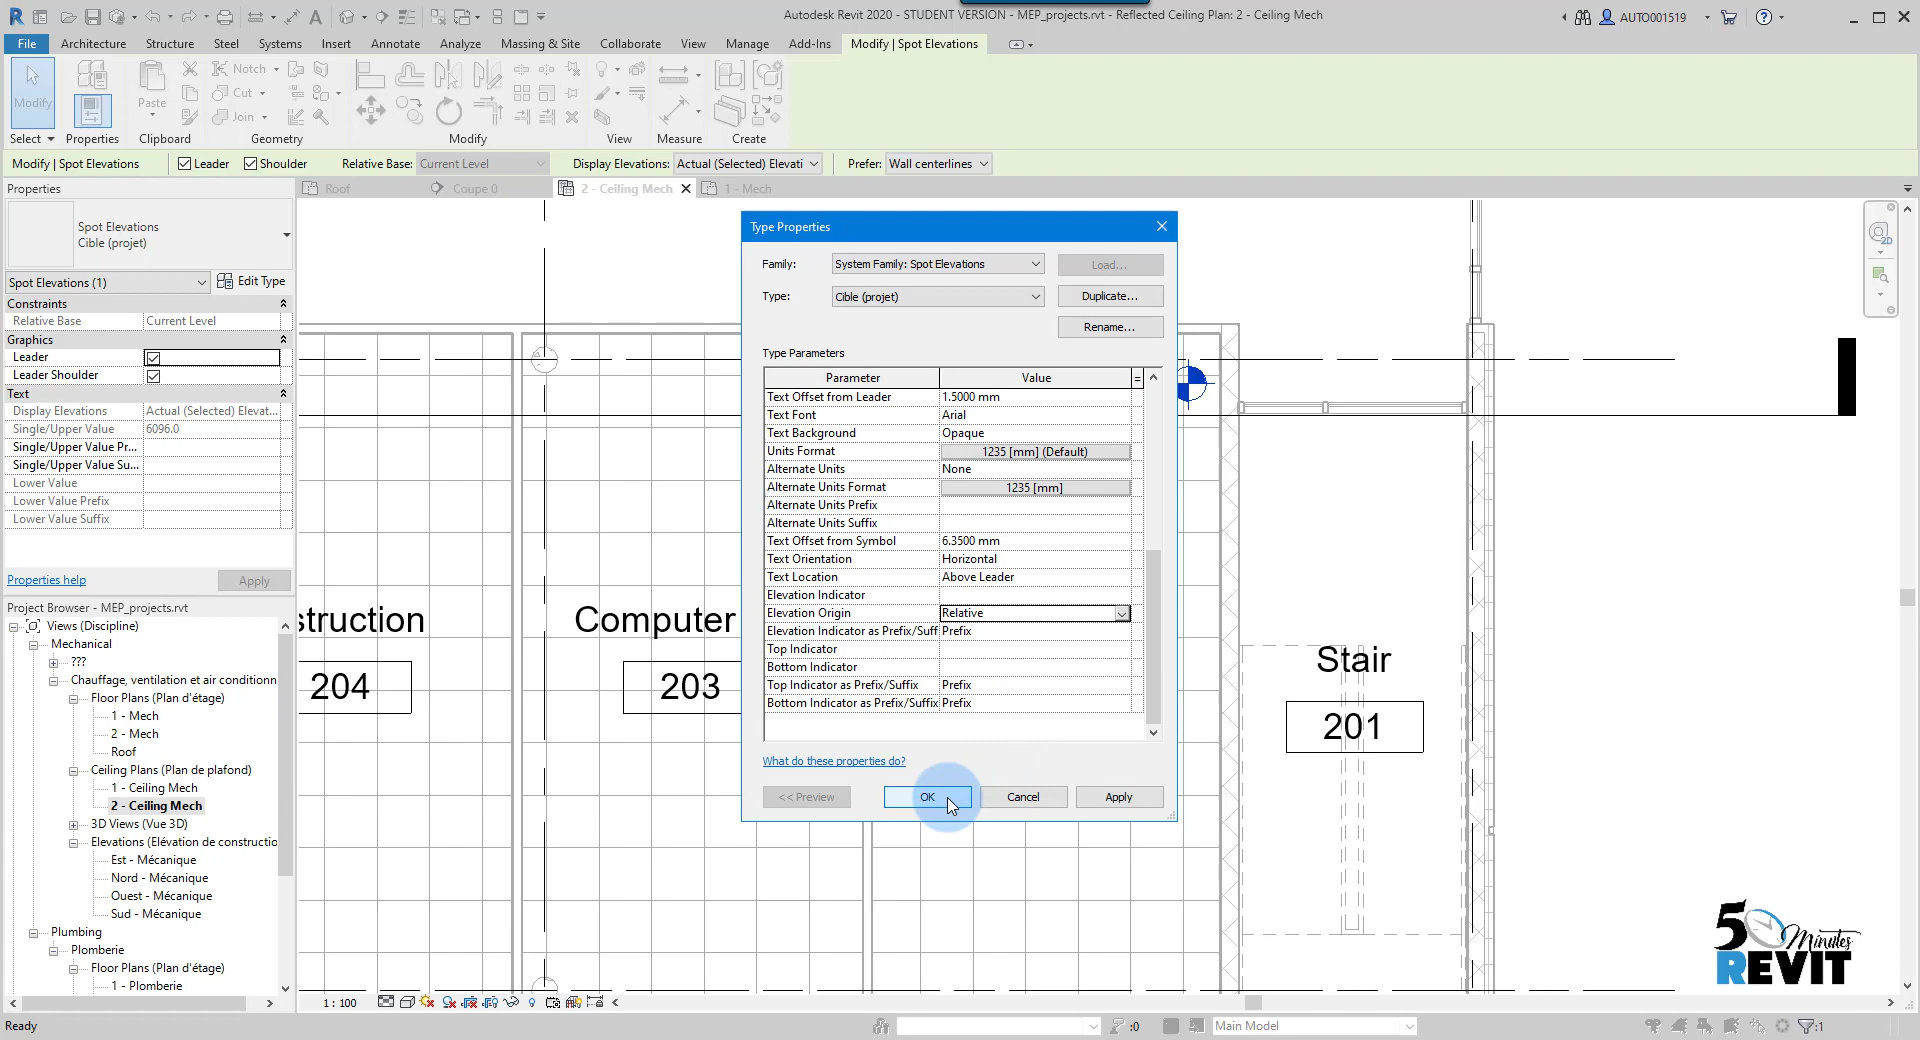 Autodesk Revit 2020 - STUDENT VERSION - MEP_projects.rvt - Reflected Ceiling Plan: 2 - Ceiling Mech
AUTO001519
File Architecture Structure Steel Systems Insert Annotate Analyze Massing & Site Collaborate View Manage Add-Ins Modify | Spot Elevations
Modify
Paste
Notch
Cut
Join
Select Properties Clipboard Geometry Modify View Measure Create
Modify | Spot Elevations Leader Shoulder Relative Base: Current Level Display Elevations: Actual (Selected) Elevati Prefer: Wall centerlines
Properties
Roof Coupe 0 2 - Ceiling Mech 1 - Mech
Spot Elevations
Cible (projet)
Spot Elevations (1) Edit Type
Constraints
Relative Base Current Level
Graphics
Leader
Leader Shoulder
Text
Display Elevations Actual (Selected) Elevat...
Single/Upper Value 6096.0
Single/Upper Value Pr...
Single/Upper Value Su...
Lower Value
Lower Value Prefix
Lower Value Suffix
Properties help Apply
Project Browser - MEP_projects.rvt
Views (Discipline)
Mechanical
???
Chauffage, ventilation et air conditionn
Floor Plans (Plan d'étage)
1 - Mech
2 - Mech
Roof
Ceiling Plans (Plan de plafond)
1 - Ceiling Mech
2 - Ceiling Mech
3D Views (Vue 3D)
Elevations (Elévation de constructio
Est - Mécanique
Nord - Mécanique
Ouest - Mécanique
Sud - Mécanique
Plumbing
Plomberie
Floor Plans (Plan d'étage)
1 - Plomberie
struction
204
Computer
203
Stair
201
2D
Type Properties
Family: System Family: Spot Elevations Load...
Type: Cible (projet) Duplicate...
Rename...
Type Parameters
Parameter Value =
Text Offset from Leader 1.5000 mm
Text Font Arial
Text Background Opaque
Units Format 1235 [mm] (Default)
Alternate Units None
Alternate Units Format 1235 [mm]
Alternate Units Prefix
Alternate Units Suffix
Text Offset from Symbol 6.3500 mm
Text Orientation Horizontal
Text Location Above Leader
Elevation Indicator
Elevation Origin Relative
Elevation Indicator as Prefix/Suff Prefix
Top Indicator
Bottom Indicator
Top Indicator as Prefix/Suffix Prefix
Bottom Indicator as Prefix/Suffix Prefix
What do these properties do?
<< Preview OK Cancel Apply
5 Minutes
REVIT
1 : 100
Ready :0 Main Model :1